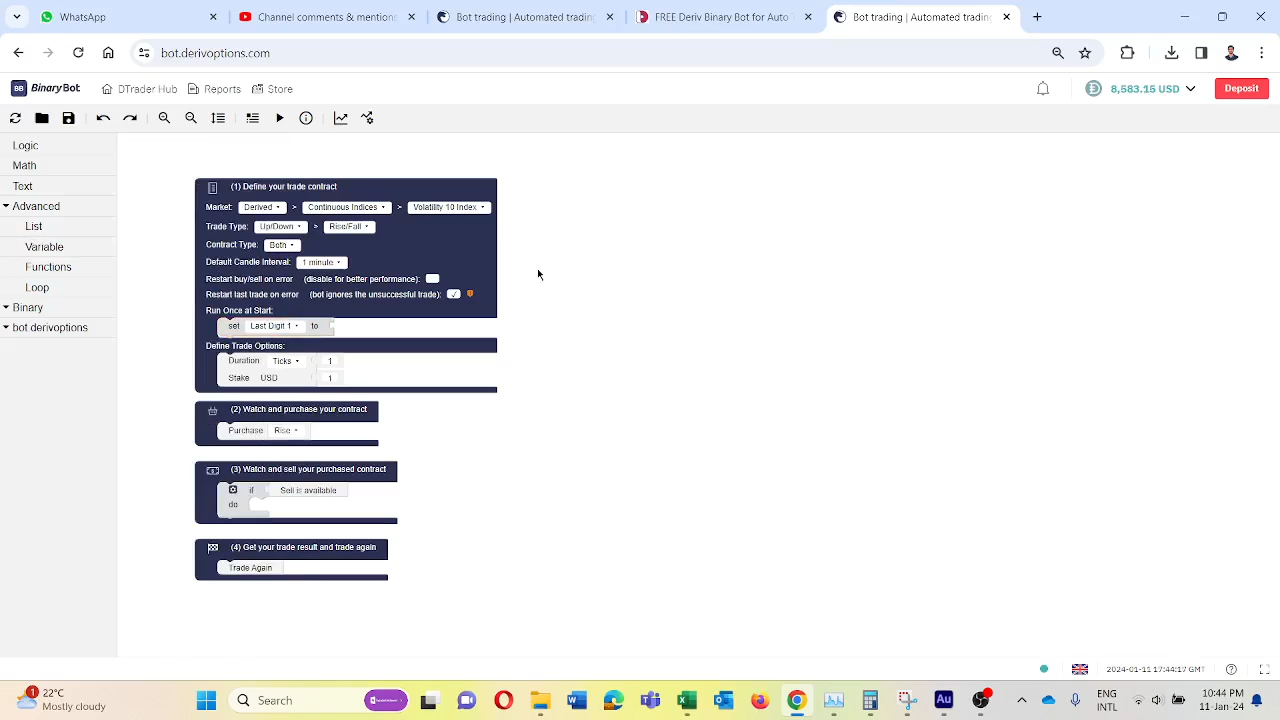 WhatsApp
Channel comments & mentions
Bot trading | Automated trading
FREE Deriv Binary Bot Auto
Bot trading | Automated trading
bot.derivoptions.com
BB BinaryBot DTrader Hub Reports Store 8,583.15 USD Deposit
Logic
Math
Text
Advanced
List
Variable
Functions
Loop
Binary
bot derivoptions
(1) Define your trade contract
Market: Derived > Continuous Indices > Volatility 10 Index
Trade Type: Up/Down > Rise/Fall
Contract Type: Both
Default Candle Interval: 1 minute
Restart buy/sell on error (disable for better performance):
Restart last trade on error (bot ignores the unsuccessful trade): ✓
Run Once at Start:
set Last Digit 1 to
Define Trade Options:
Duration: Ticks 1
Stake USD 1
(2) Watch and purchase your contract
Purchase Rise
(3) Watch and sell your purchased contract
if Sell is available
do
(4) Get your trade result and trade again
Trade Again
2024-01-11 17:44:17 GMT
1 22°C
Mostly cloudy
Search
Au
ENG
INTL
10:44 PM
11-Jan-24